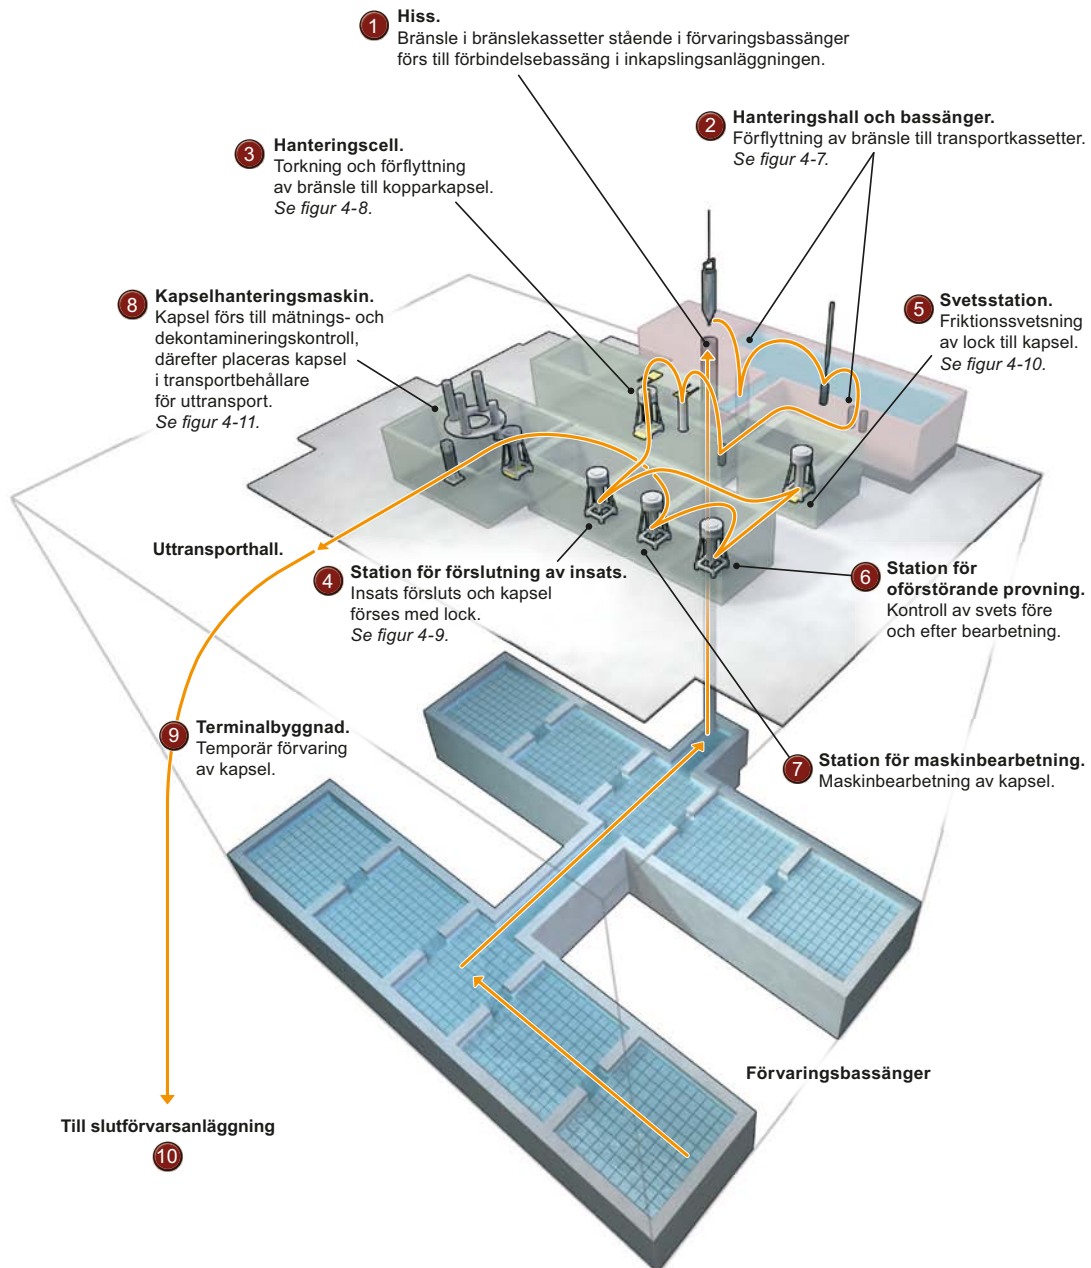 1
Hiss.
Bränsle i bränslekassetter stående i förvaringsbassänger
förs till förbindelsebassäng i inkapslingsanläggningen.
2
Hanteringshall och bassänger.
Förflyttning av bränsle till transportkassetter.
Se figur 4-7.
3
Hanteringscell.
Torkning och förflyttning
av bränsle till kopparkapsel.
Se figur 4-8.
8
Kapselhanteringsmaskin.
Kapsel förs till mätnings- och
dekontamineringskontroll,
därefter placeras kapsel
i transportbehållare
för uttransport.
Se figur 4-11.
5
Svetsstation.
Friktionssvetsning
av lock till kapsel.
Se figur 4-10.
Uttransporthall.
4
Station för förslutning av insats.
Insats försluts och kapsel
förses med lock.
Se figur 4-9.
6
Station för
oförstörande provning.
Kontroll av svets före
och efter bearbetning.
9
Terminalbyggnad.
Temporär förvaring
av kapsel.
7
Station för maskinbearbetning.
Maskinbearbetning av kapsel.
Förvaringsbassänger
Till slutförvarsanläggning
10